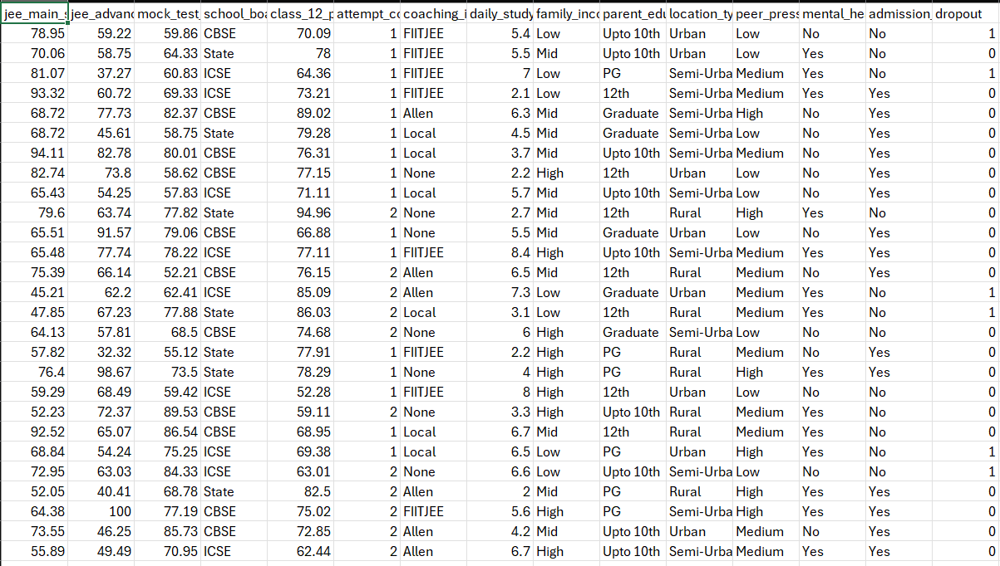 jee_main_s jee_advanc mock_test_ school_boa class_12_p attempt_co coaching_i daily_study family_inco parent_edu location_ty peer_press mental_he admission_ dropout
78.95 59.22 59.86 CBSE 70.09 1 FIITJEE 5.4 Low Upto 10th Urban Low No No 1
70.06 58.75 64.33 State 78 1 FIITJEE 5.5 Mid Upto 10th Urban Low Yes No 0
81.07 37.27 60.83 ICSE 64.36 1 FIITJEE 7 Low PG Semi-Urba Medium Yes No 1
93.32 60.72 69.33 ICSE 73.21 1 FIITJEE 2.1 Low 12th Semi-Urba Medium Yes Yes 0
68.72 77.73 82.37 CBSE 89.02 1 Allen 6.3 Mid Graduate Semi-Urba High No Yes 0
68.72 45.61 58.75 State 79.28 1 Local 4.5 Mid Graduate Semi-Urba Low No Yes 0
94.11 82.78 80.01 CBSE 76.31 1 Local 3.7 Mid Upto 10th Semi-Urba Medium No Yes 0
82.74 73.8 58.62 CBSE 77.15 1 None 2.2 High 12th Urban Low No Yes 0
65.43 54.25 57.83 ICSE 71.11 1 Local 5.7 Mid Upto 10th Semi-Urba Low No Yes 0
79.6 63.74 77.82 State 94.96 2 None 2.7 Mid 12th Rural High Yes No 0
65.51 91.57 79.06 CBSE 66.88 1 None 5.5 Mid Graduate Urban Low No Yes 0
65.48 77.74 78.22 ICSE 77.11 1 FIITJEE 8.4 High Upto 10th Semi-Urba Medium Yes Yes 0
75.39 66.14 52.21 CBSE 76.15 2 Allen 6.5 Mid 12th Rural Medium No Yes 0
45.21 62.2 62.41 ICSE 85.09 2 Allen 7.3 Low Graduate Urban Medium Yes No 1
47.85 67.23 77.88 State 86.03 2 Local 3.1 Low 12th Rural Medium Yes No 1
64.13 57.81 68.5 CBSE 74.68 2 None 6 High Graduate Semi-Urba Low No No 0
57.82 32.32 55.12 State 77.91 1 FIITJEE 2.2 High PG Rural Medium No Yes 0
76.4 98.67 73.5 State 78.29 1 None 4 High PG Rural High Yes Yes 0
59.29 68.49 59.42 ICSE 52.28 1 FIITJEE 8 High 12th Urban Low No No 0
52.23 72.37 89.53 CBSE 59.11 2 None 3.3 High Upto 10th Rural Medium Yes No 0
92.52 65.07 86.54 CBSE 68.95 1 Local 6.7 Mid 12th Rural Medium Yes No 0
68.84 54.24 75.25 ICSE 69.38 1 Local 6.5 Low PG Urban High Yes No 1
72.95 63.03 84.33 ICSE 63.01 2 None 6.6 Low Upto 10th Semi-Urba Low No No 1
52.05 40.41 68.78 State 82.5 2 Allen 2 Mid PG Rural High Yes Yes 0
64.38 100 77.19 CBSE 75.02 2 FIITJEE 5.6 High PG Semi-Urba High Yes Yes 0
73.55 46.25 85.73 CBSE 72.85 2 Allen 4.2 Mid Upto 10th Urban Medium No Yes 0
55.89 49.49 70.95 ICSE 62.44 2 Allen 6.7 High Upto 10th Semi-Urba Medium Yes Yes 0